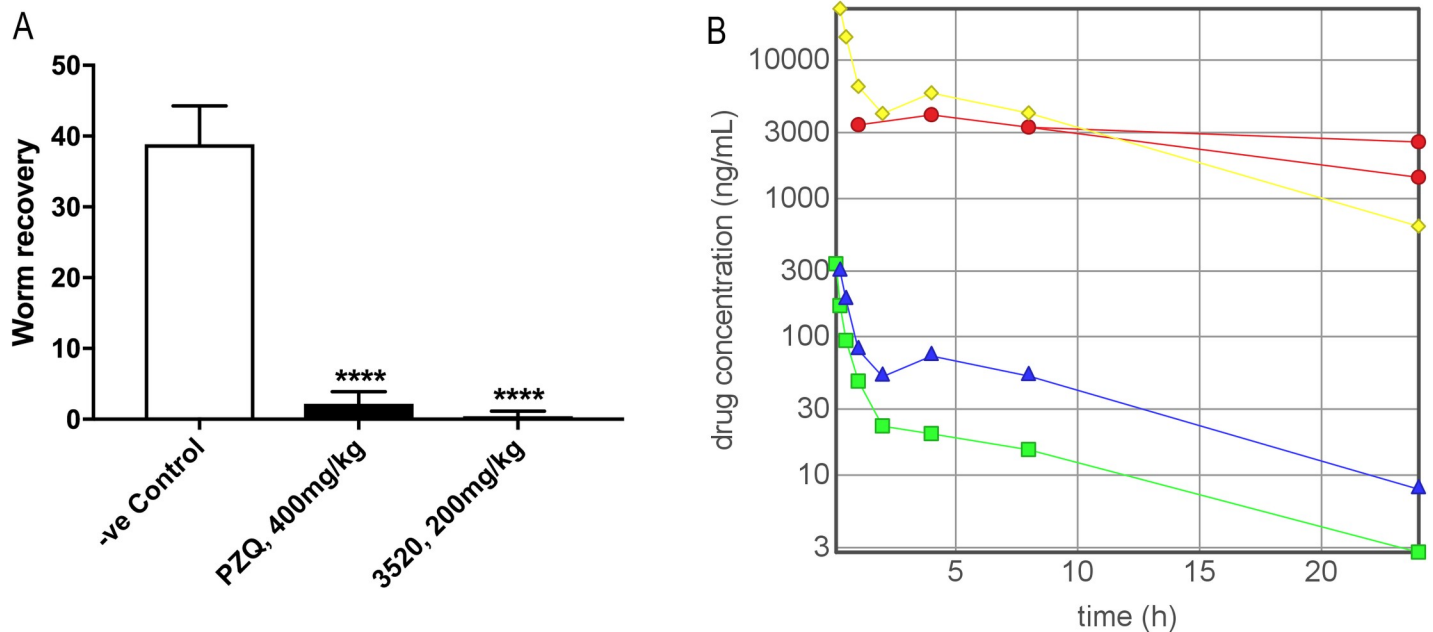 A
50
40
30
20
10
0
Worm recovery
****
****
-ve Control
PZQ, 400mg/kg
3520, 200mg/kg
B
10000
3000
1000
300
100
30
10
3
drug concentration (ng/mL)
5 10 15 20
time (h)